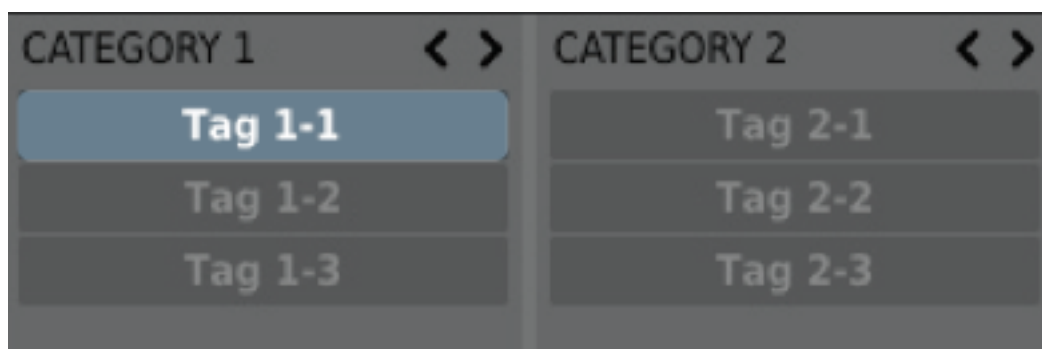 CATEGORY 1 < >
Tag 1-1
Tag 1-2
Tag 1-3
CATEGORY 2 < >
Tag 2-1
Tag 2-2
Tag 2-3